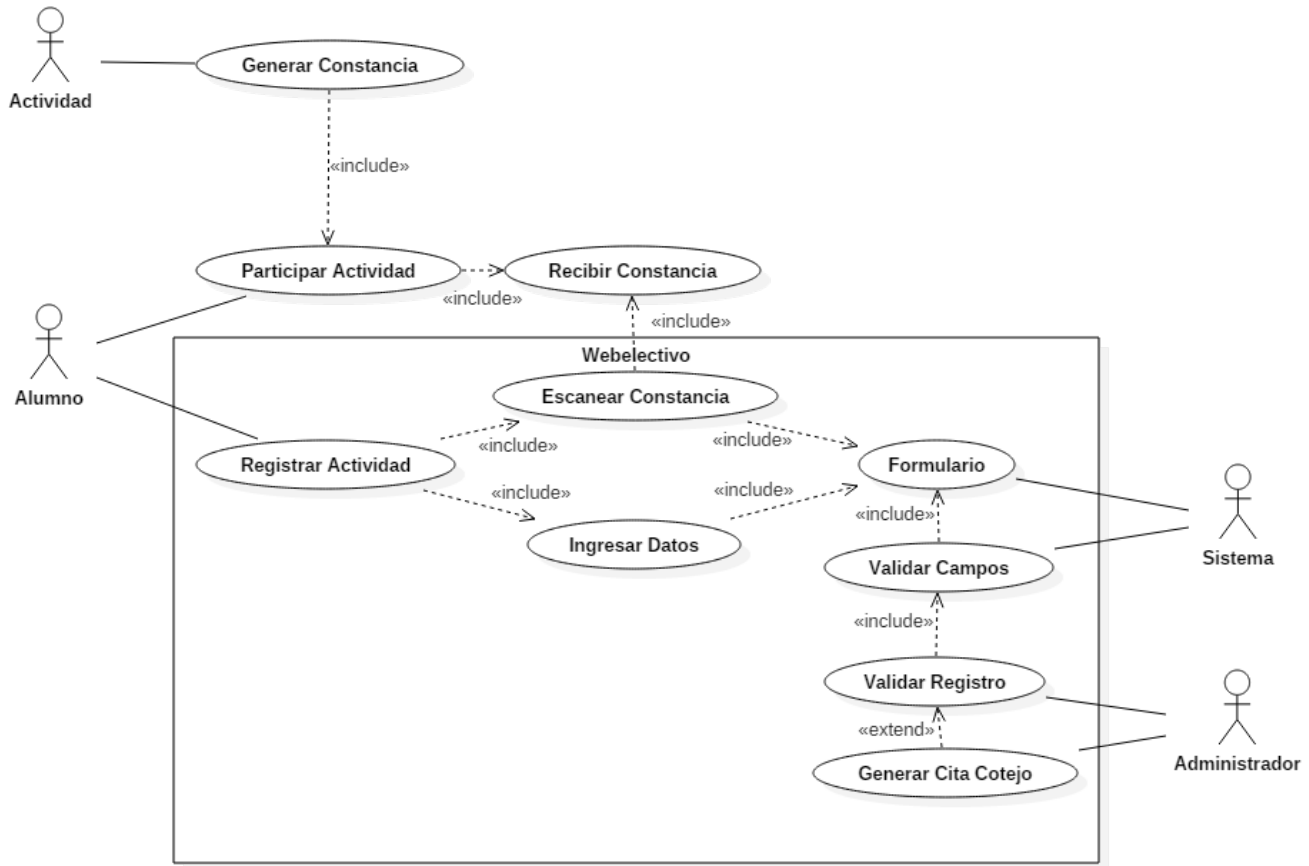 Generar Constancia
Actividad
«include»
Participar Actividad
Recibir Constancia
«include»
«include»
Webelectivo
Alumno
Escanear Constancia
«include»
«include»
Registrar Actividad
Formulario
«include»
«include»
«include»
Ingresar Datos
Sistema
Validar Campos
«include»
Validar Registro
«extend»
Administrador
Generar Cita Cotejo